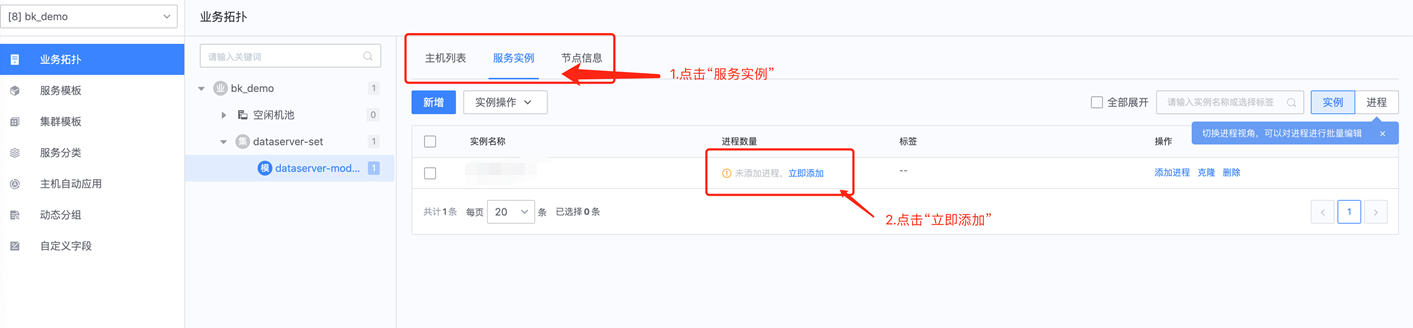 [8] bk_demo
业务拓扑
业务拓扑
服务模板
集群模板
服务分类
主机自动应用
动态分组
自定义字段
请输入关键词
业 bk_demo 1
空闲机池 0
集 dataserver-set 1
模 dataserver-mod... 1
主机列表 服务实例 节点信息
1.点击“服务实例”
新增 实例操作 全部展开 请输入实例名称或选择标签 实例 进程
切换进程视角，可以对进程进行批量编辑 ×
实例名称 进程数量 标签 操作
未添加进程、立即添加 -- 添加进程 克隆 删除
共计1条 每页 20 条 已选择 0 条 < 1 >
2.点击“立即添加”